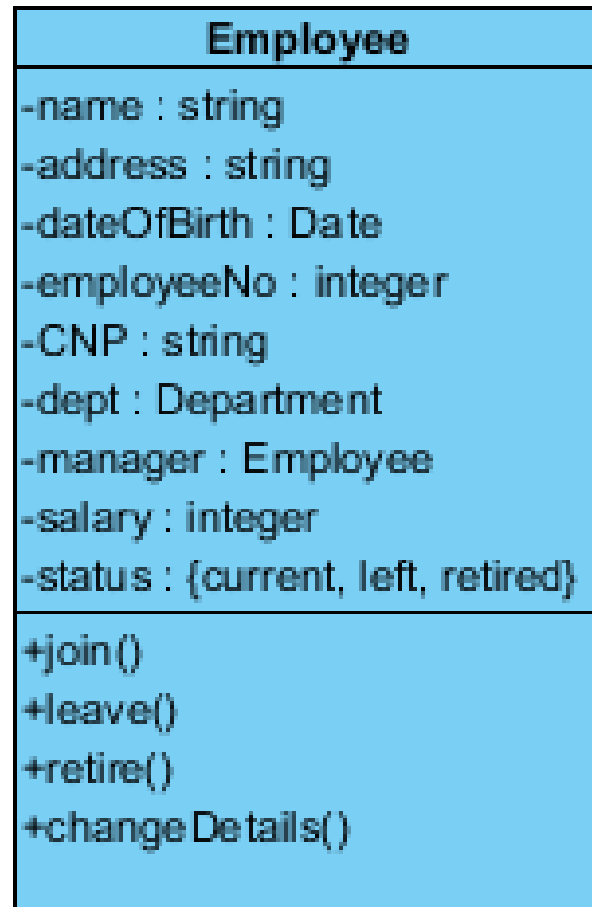 Employee
-name : string
-address : string
-dateOfBirth : Date
-employeeNo : integer
-CNP : string
-dept : Department
-manager : Employee
-salary : integer
-status : {current, left, retired}
+join()
+leave()
+retire()
+changeDetails()